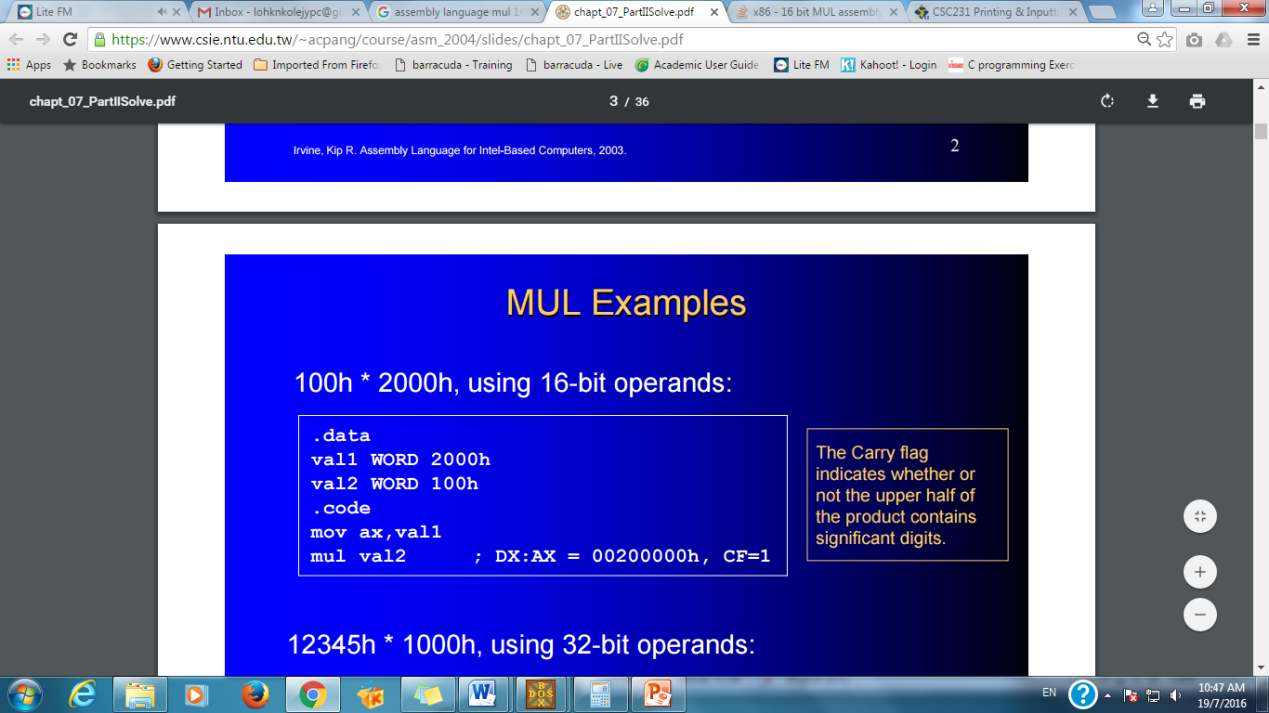 Lite FM
Inbox - lohknkolejypc@g
assembly language mul 1
chapt_07_PartIISolve.pdf
x86 - 16 bit MUL assembl
CSC231 Printing & Inputt
https://www.csie.ntu.edu.tw/~acpang/course/asm_2004/slides/chapt_07_PartIISolve.pdf
Apps Bookmarks Getting Started Imported From Firefo barracuda - Training barracuda - Live Academic User Guide Lite FM Kahoot! - Login C programming Exerc
chapt_07_PartIISolve.pdf 3 / 36
Irvine, Kip R. Assembly Language for Intel-Based Computers, 2003. 2
MUL Examples
100h * 2000h, using 16-bit operands:
.data
val1 WORD 2000h
val2 WORD 100h
.code
mov ax,val1
mul val2 ; DX:AX = 00200000h, CF=1
The Carry flag
indicates whether or
not the upper half of
the product contains
significant digits.
12345h * 1000h, using 32-bit operands:
EN 10:47 AM
19/7/2016